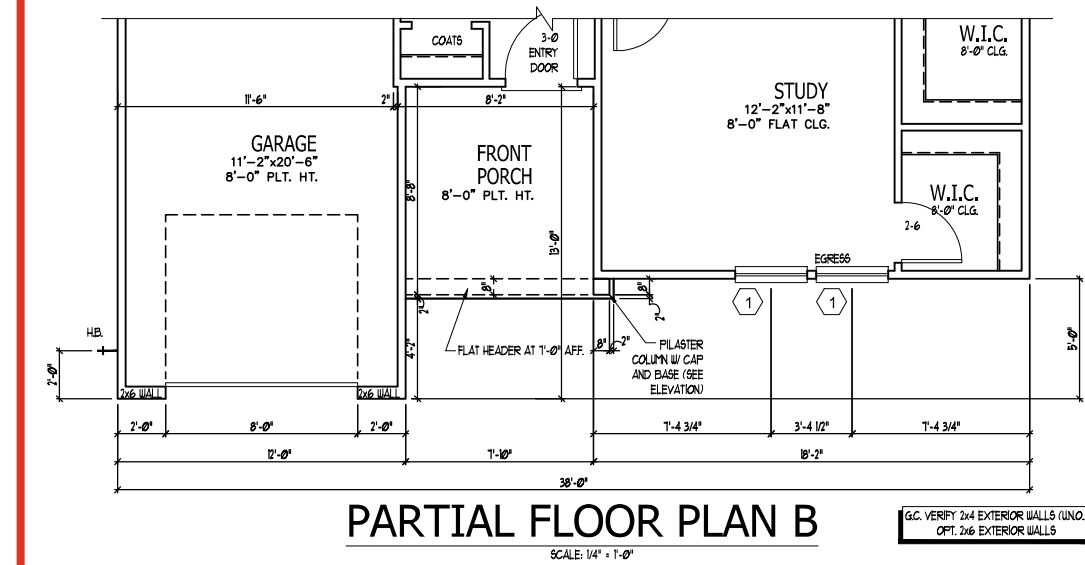 COATS
3-0
ENTRY
DOOR
W.I.C.
8'-0" CLG.
11'-6"
2"
8'-2"
STUDY
12'-2"x11'-8"
8'-0" FLAT CLG.
GARAGE
11'-2"x20'-6"
8'-0" PLT. HT.
FRONT
PORCH
8'-0" PLT. HT.
8'-8"
13'-0"
W.I.C.
8'-0" CLG.
2-6
EGRESS
8"
8"
1
1
2"
2"
H.B.
2'-0"
4'-2"
FLAT HEADER AT 7'-0" AFF.
8"
2"
PILASTER
COLUMN W/ CAP
AND BASE (SEE
ELEVATION)
5'-0"
2x6 WALL
2x6 WALL
2'-0"
8'-0"
2'-0"
7'-4 3/4"
3'-4 1/2"
7'-4 3/4"
12'-0"
7'-10"
18'-2"
38'-0"
PARTIAL FLOOR PLAN B
SCALE: 1/4" = 1'-0"
G.C. VERIFY 2x4 EXTERIOR WALLS (U.N.O.
OPT. 2x6 EXTERIOR WALLS